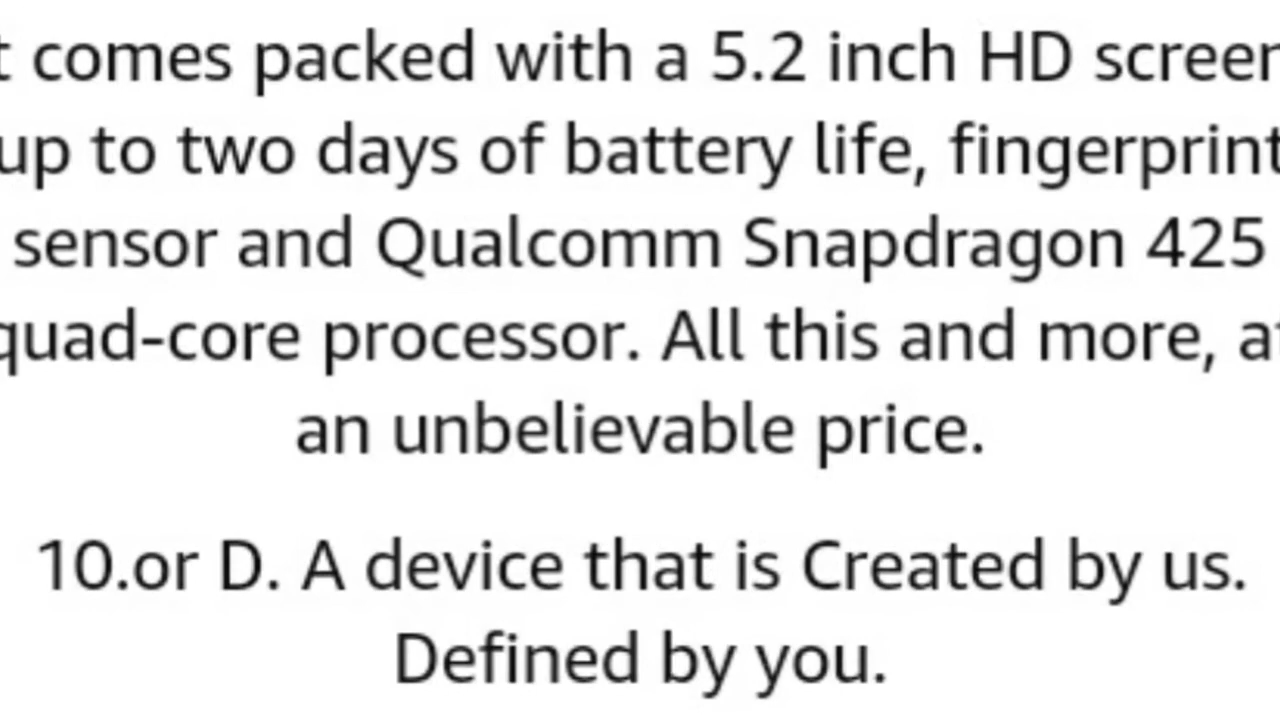 t comes packed with a 5.2 inch HD screen
up to two days of battery life, fingerprint
sensor and Qualcomm Snapdragon 425
quad-core processor. All this and more, at
an unbelievable price.
10.or D. A device that is Created by us.
Defined by you.